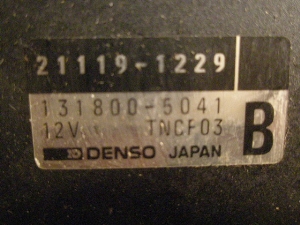 21119-1229
131800-5041
12V TNCF03
B
DENSO JAPAN